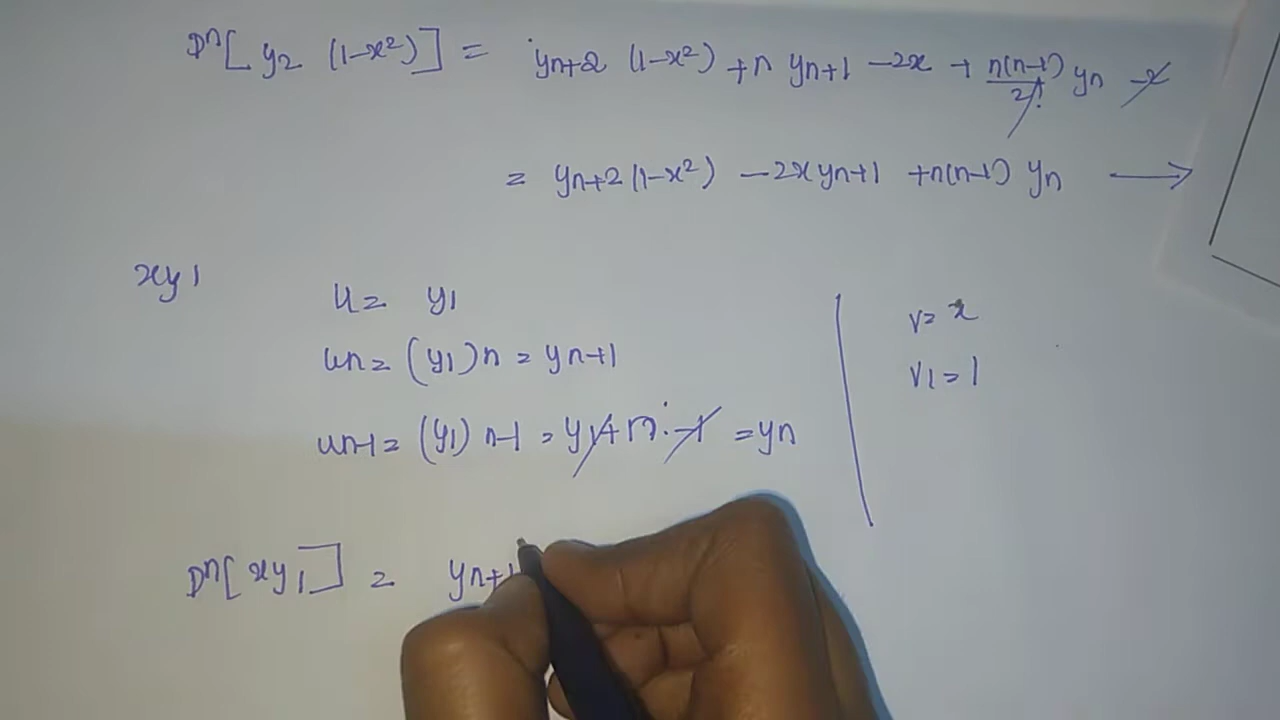 Dⁿ[y2 (1-x²)] = yn+2 (1-x²) + n yn+1 -2x + n(n-1)/2! yn -2
= yn+2 (1-x²) -2x yn+1 +n(n-1) yn →
xy1
u = y1
v = x
un = (y1)n = yn+1
v1 = 1
un-1 = (y1) n-1 = y1+n-1 = yn
Dⁿ[xy1] = yn+1